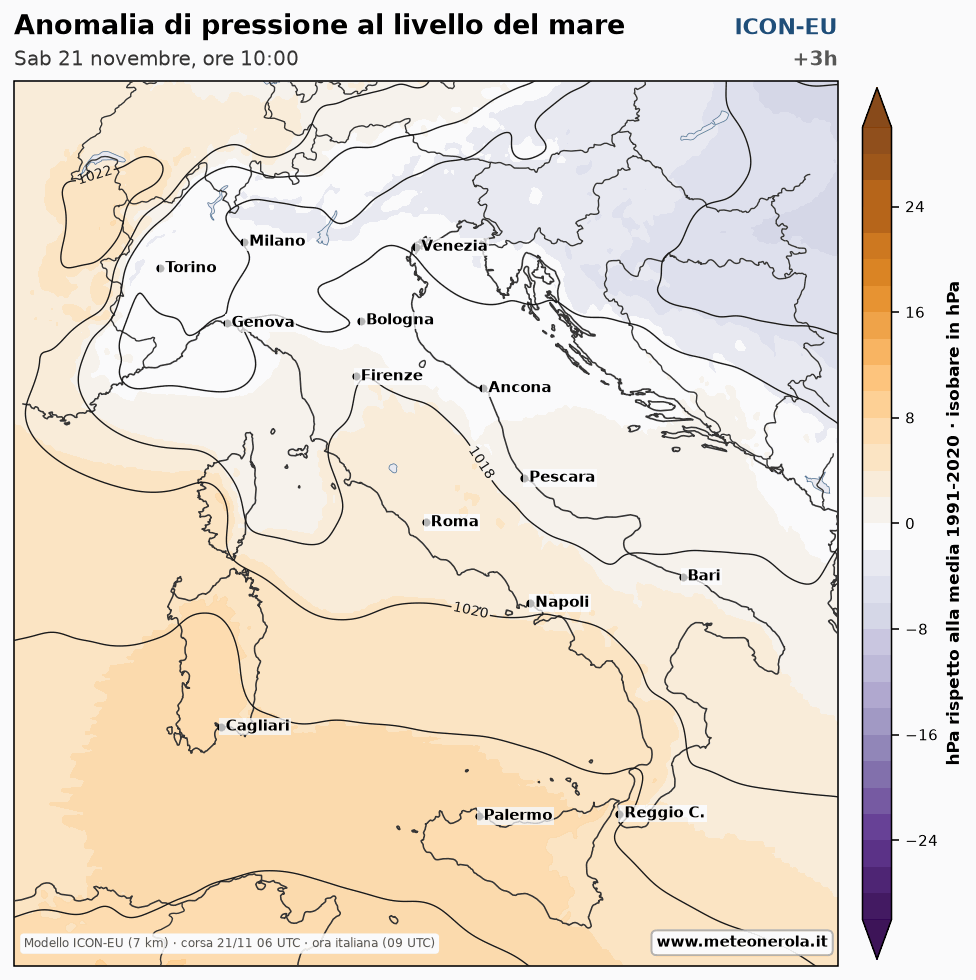 Anomalia di pressione al livello del mare
ICON-EU
Sab 21 novembre, ore 10:00
+3h
1022
Milano
Venezia
Torino
Genova
Bologna
Firenze
Ancona
1018
Pescara
Roma
Bari
1020
Napoli
Cagliari
Palermo
Reggio C.
24
16
8
0
−8
−16
−24
hPa rispetto alla media 1991-2020 · isobare in hPa
Modello ICON-EU (7 km) · corsa 21/11 06 UTC · ora italiana (09 UTC)
www.meteonerola.it